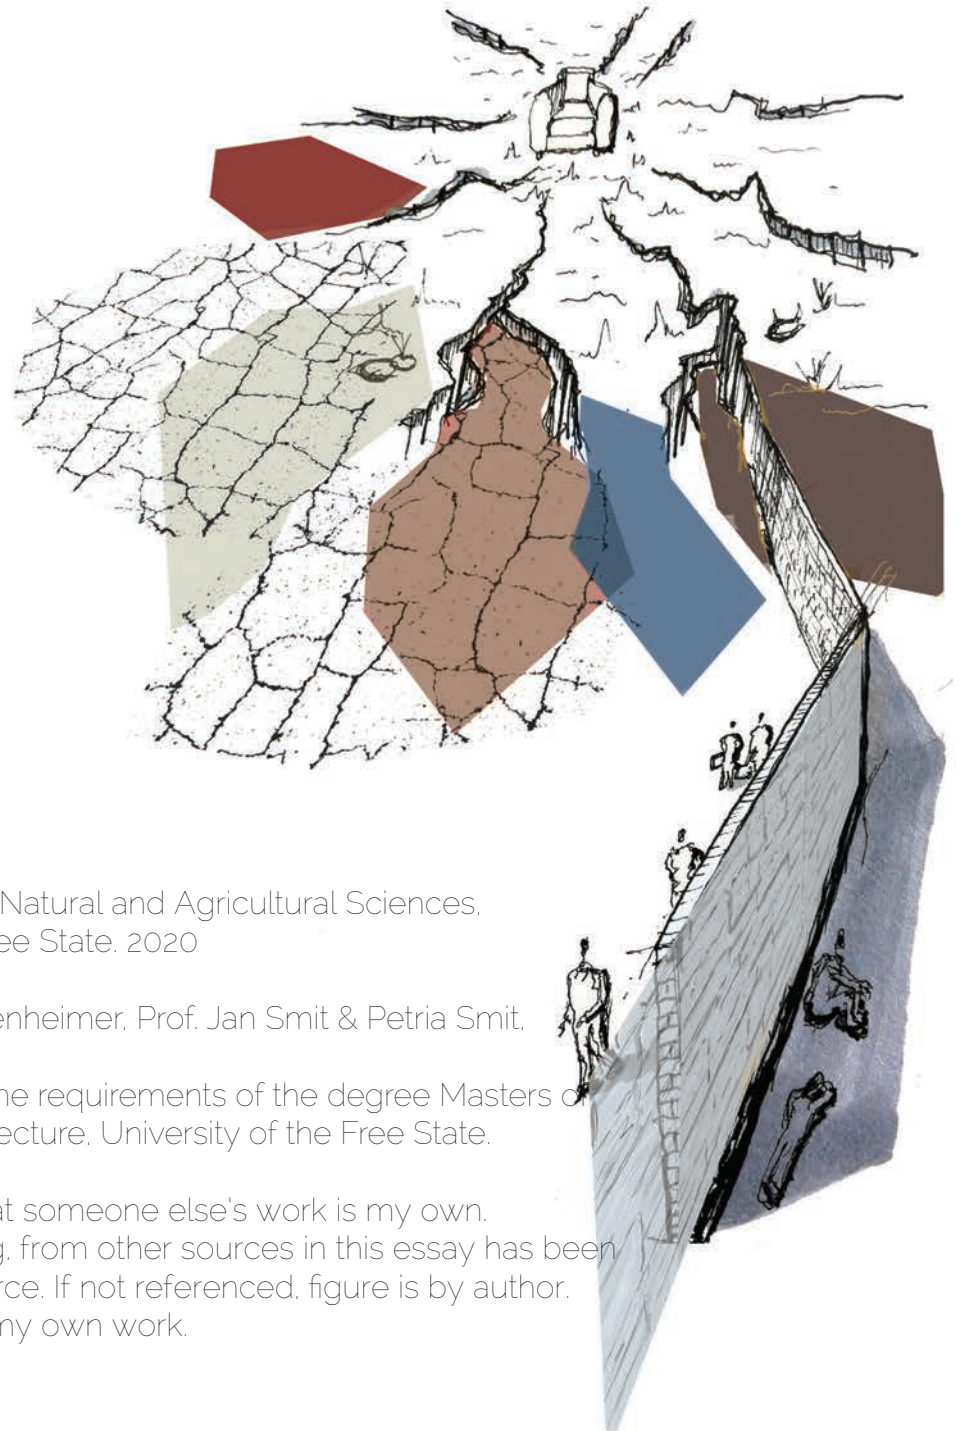 Natural and Agricultural Sciences,
ee State. 2020
enheimer, Prof. Jan Smit & Petria Smit,
he requirements of the degree Masters of
ecture, University of the Free State.
at someone else's work is my own.
g, from other sources in this essay has been
rce. If not referenced, figure is by author.
my own work.